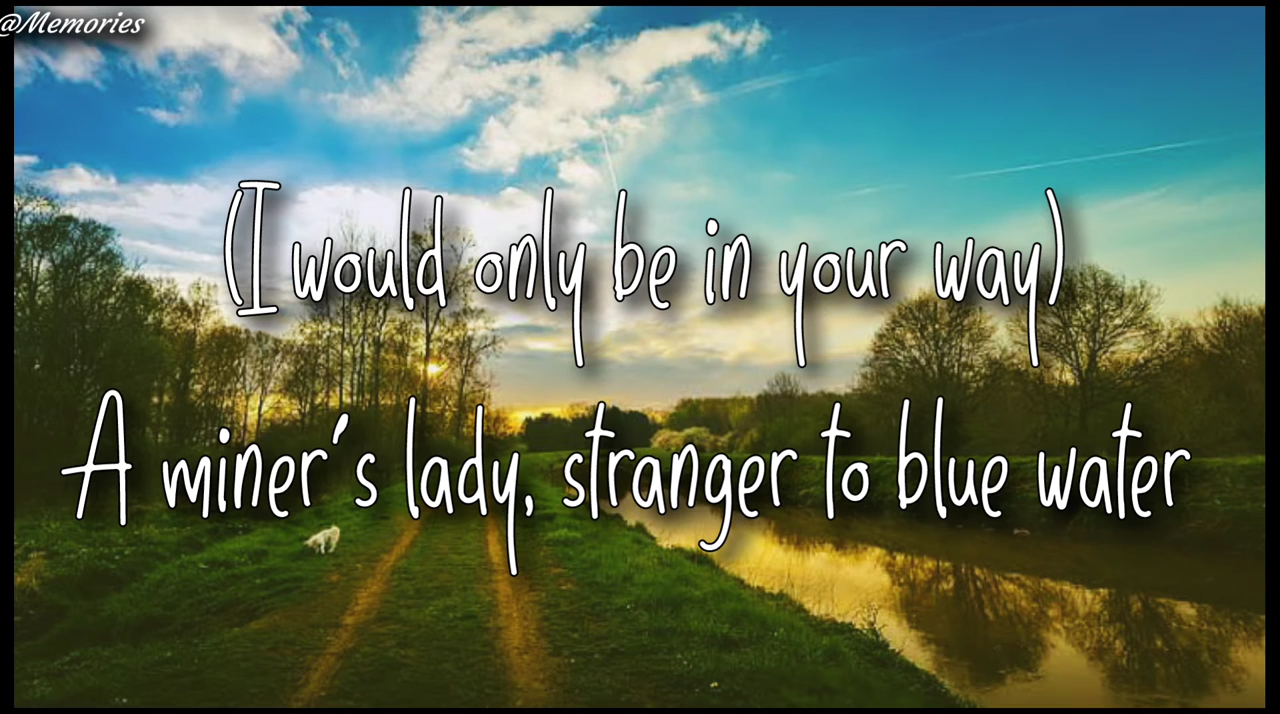 @Memories
(I would only be in your way)
A miner's lady, stranger to blue water